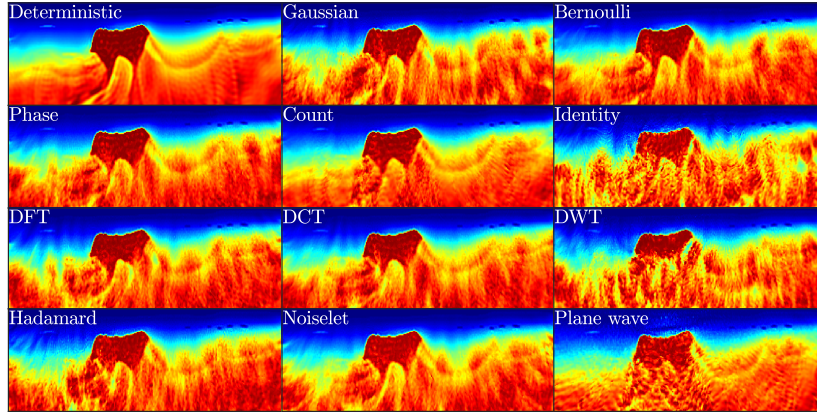 Deterministic
Gaussian
Bernoulli
Phase
Count
Identity
DFT
DCT
DWT
Hadamard
Noiselet
Plane wave